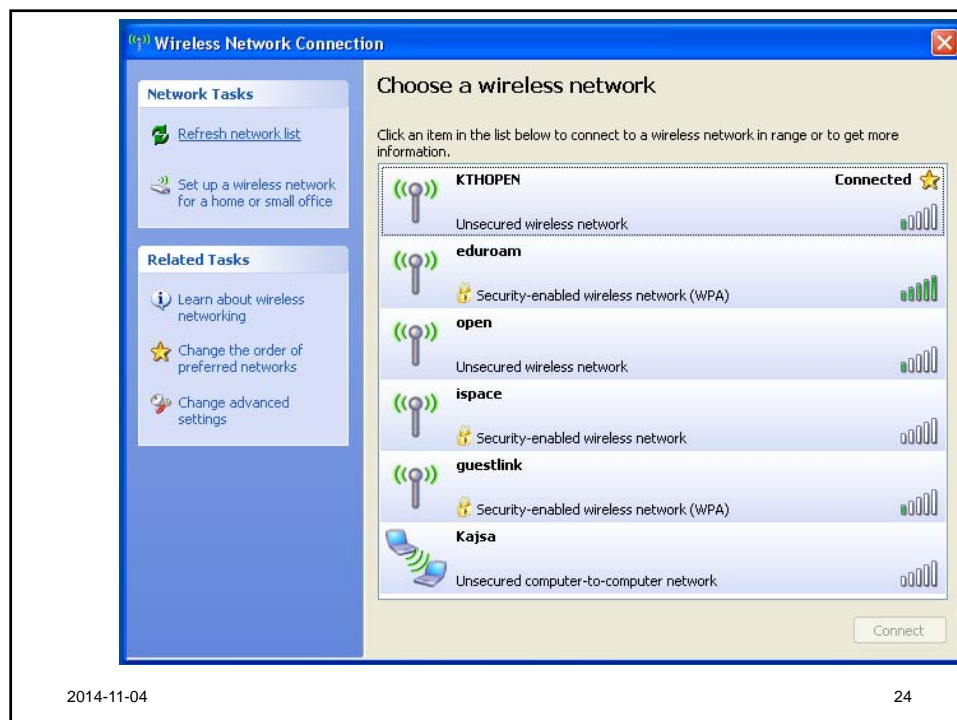 Wireless Network Connection
Network Tasks
Refresh network list
Set up a wireless network
for a home or small office
Related Tasks
Learn about wireless
networking
Change the order of
preferred networks
Change advanced
settings
Choose a wireless network
Click an item in the list below to connect to a wireless network in range or to get more
information.
KTHOPEN Connected
Unsecured wireless network
eduroam
Security-enabled wireless network (WPA)
open
Unsecured wireless network
ispace
Security-enabled wireless network
guestlink
Security-enabled wireless network (WPA)
Kajsa
Unsecured computer-to-computer network
Connect
2014-11-04 24